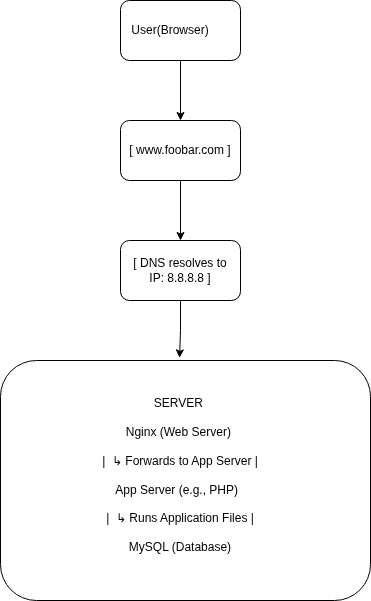 User(Browser)
[ www.foobar.com ]
[ DNS resolves to
IP: 8.8.8.8 ]
SERVER
Nginx (Web Server)
| ↳ Forwards to App Server |
App Server (e.g., PHP)
| ↳ Runs Application Files |
MySQL (Database)